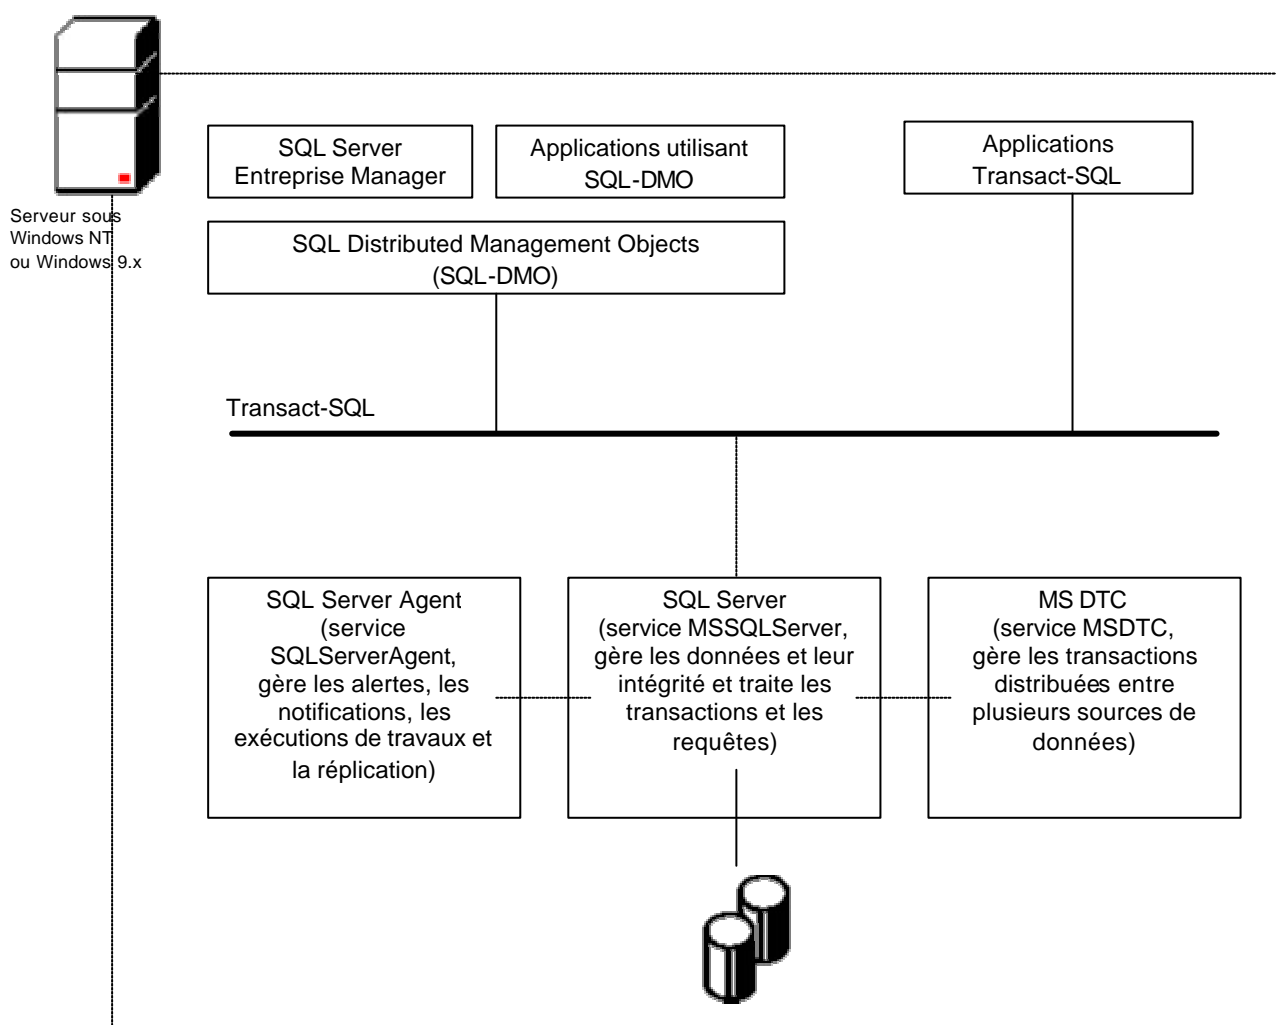 SQL Server
Entreprise Manager
Applications utilisant
SQL-DMO
Applications
Transact-SQL
Serveur sous
Windows NT
ou Windows 9.x
SQL Distributed Management Objects
(SQL-DMO)
Transact-SQL
SQL Server Agent
(service
SQLServerAgent,
gère les alertes, les
notifications, les
exécutions de travaux et
la réplication)
SQL Server
(service MSSQLServer,
gère les données et leur
intégrité et traite les
transactions et les
requêtes)
MS DTC
(service MSDTC,
gère les transactions
distribuées entre
plusieurs sources de
données)